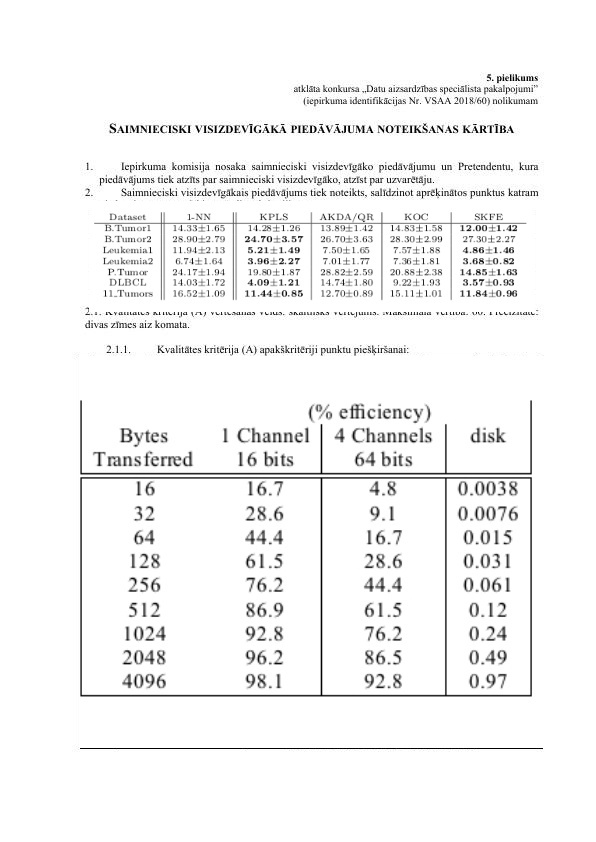 5. pielikums
atklāta konkursa „Datu aizsardzības speciālista pakalpojumi”
(iepirkuma identifikācijas Nr. VSAA 2018/60) nolikumam
SAIMNIECISKI VISIZDEVĪGĀKĀ PIEDĀVĀJUMA NOTEIKŠANAS KĀRTĪBA
1. Iepirkuma komisija nosaka saimnieciski visizdevīgāko piedāvājumu un Pretendentu, kura
piedāvājums tiek atzīts par saimnieciski visizdevīgāko, atzīst par uzvarētāju.
2. Saimnieciski visizdevīgākais piedāvājums tiek noteikts, salīdzinot aprēķinātos punktus katram
Dataset 1-NN KPLS AKDA/QR KOC SKFE
B.Tumor1 14.33±1.65 14.28±1.26 13.89±1.42 14.83±1.58 12.00±1.42
B.Tumor2 28.90±2.79 24.70±3.57 26.70±3.63 28.30±2.99 27.30±2.27
Leukemia1 11.94±2.13 5.21±1.49 7.50±1.65 7.57±1.88 4.86±1.46
Leukemia2 6.74±1.64 3.96±2.27 7.01±1.77 7.36±1.81 3.68±0.82
P.Tumor 24.17±1.94 19.80±1.87 28.82±2.59 20.88±2.38 14.85±1.63
DLBCL 14.03±1.72 4.09±1.21 14.74±1.80 9.22±1.93 3.57±0.93
11_Tumors 16.52±1.09 11.44±0.85 12.70±0.89 15.11±1.01 11.84±0.96
2.1. Kvalitātes kritērija (A) vērtēšanas veids: skaitlisks vērtējums. Maksimālā vērtība: 60. Precizitāte:
divas zīmes aiz komata.
2.1.1. Kvalitātes kritērija (A) apakškritēriji punktu piešķiršanai:
(% efficiency)
Bytes 1 Channel 4 Channels disk
Transferred 16 bits 64 bits
16 16.7 4.8 0.0038
32 28.6 9.1 0.0076
64 44.4 16.7 0.015
128 61.5 28.6 0.031
256 76.2 44.4 0.061
512 86.9 61.5 0.12
1024 92.8 76.2 0.24
2048 96.2 86.5 0.49
4096 98.1 92.8 0.97